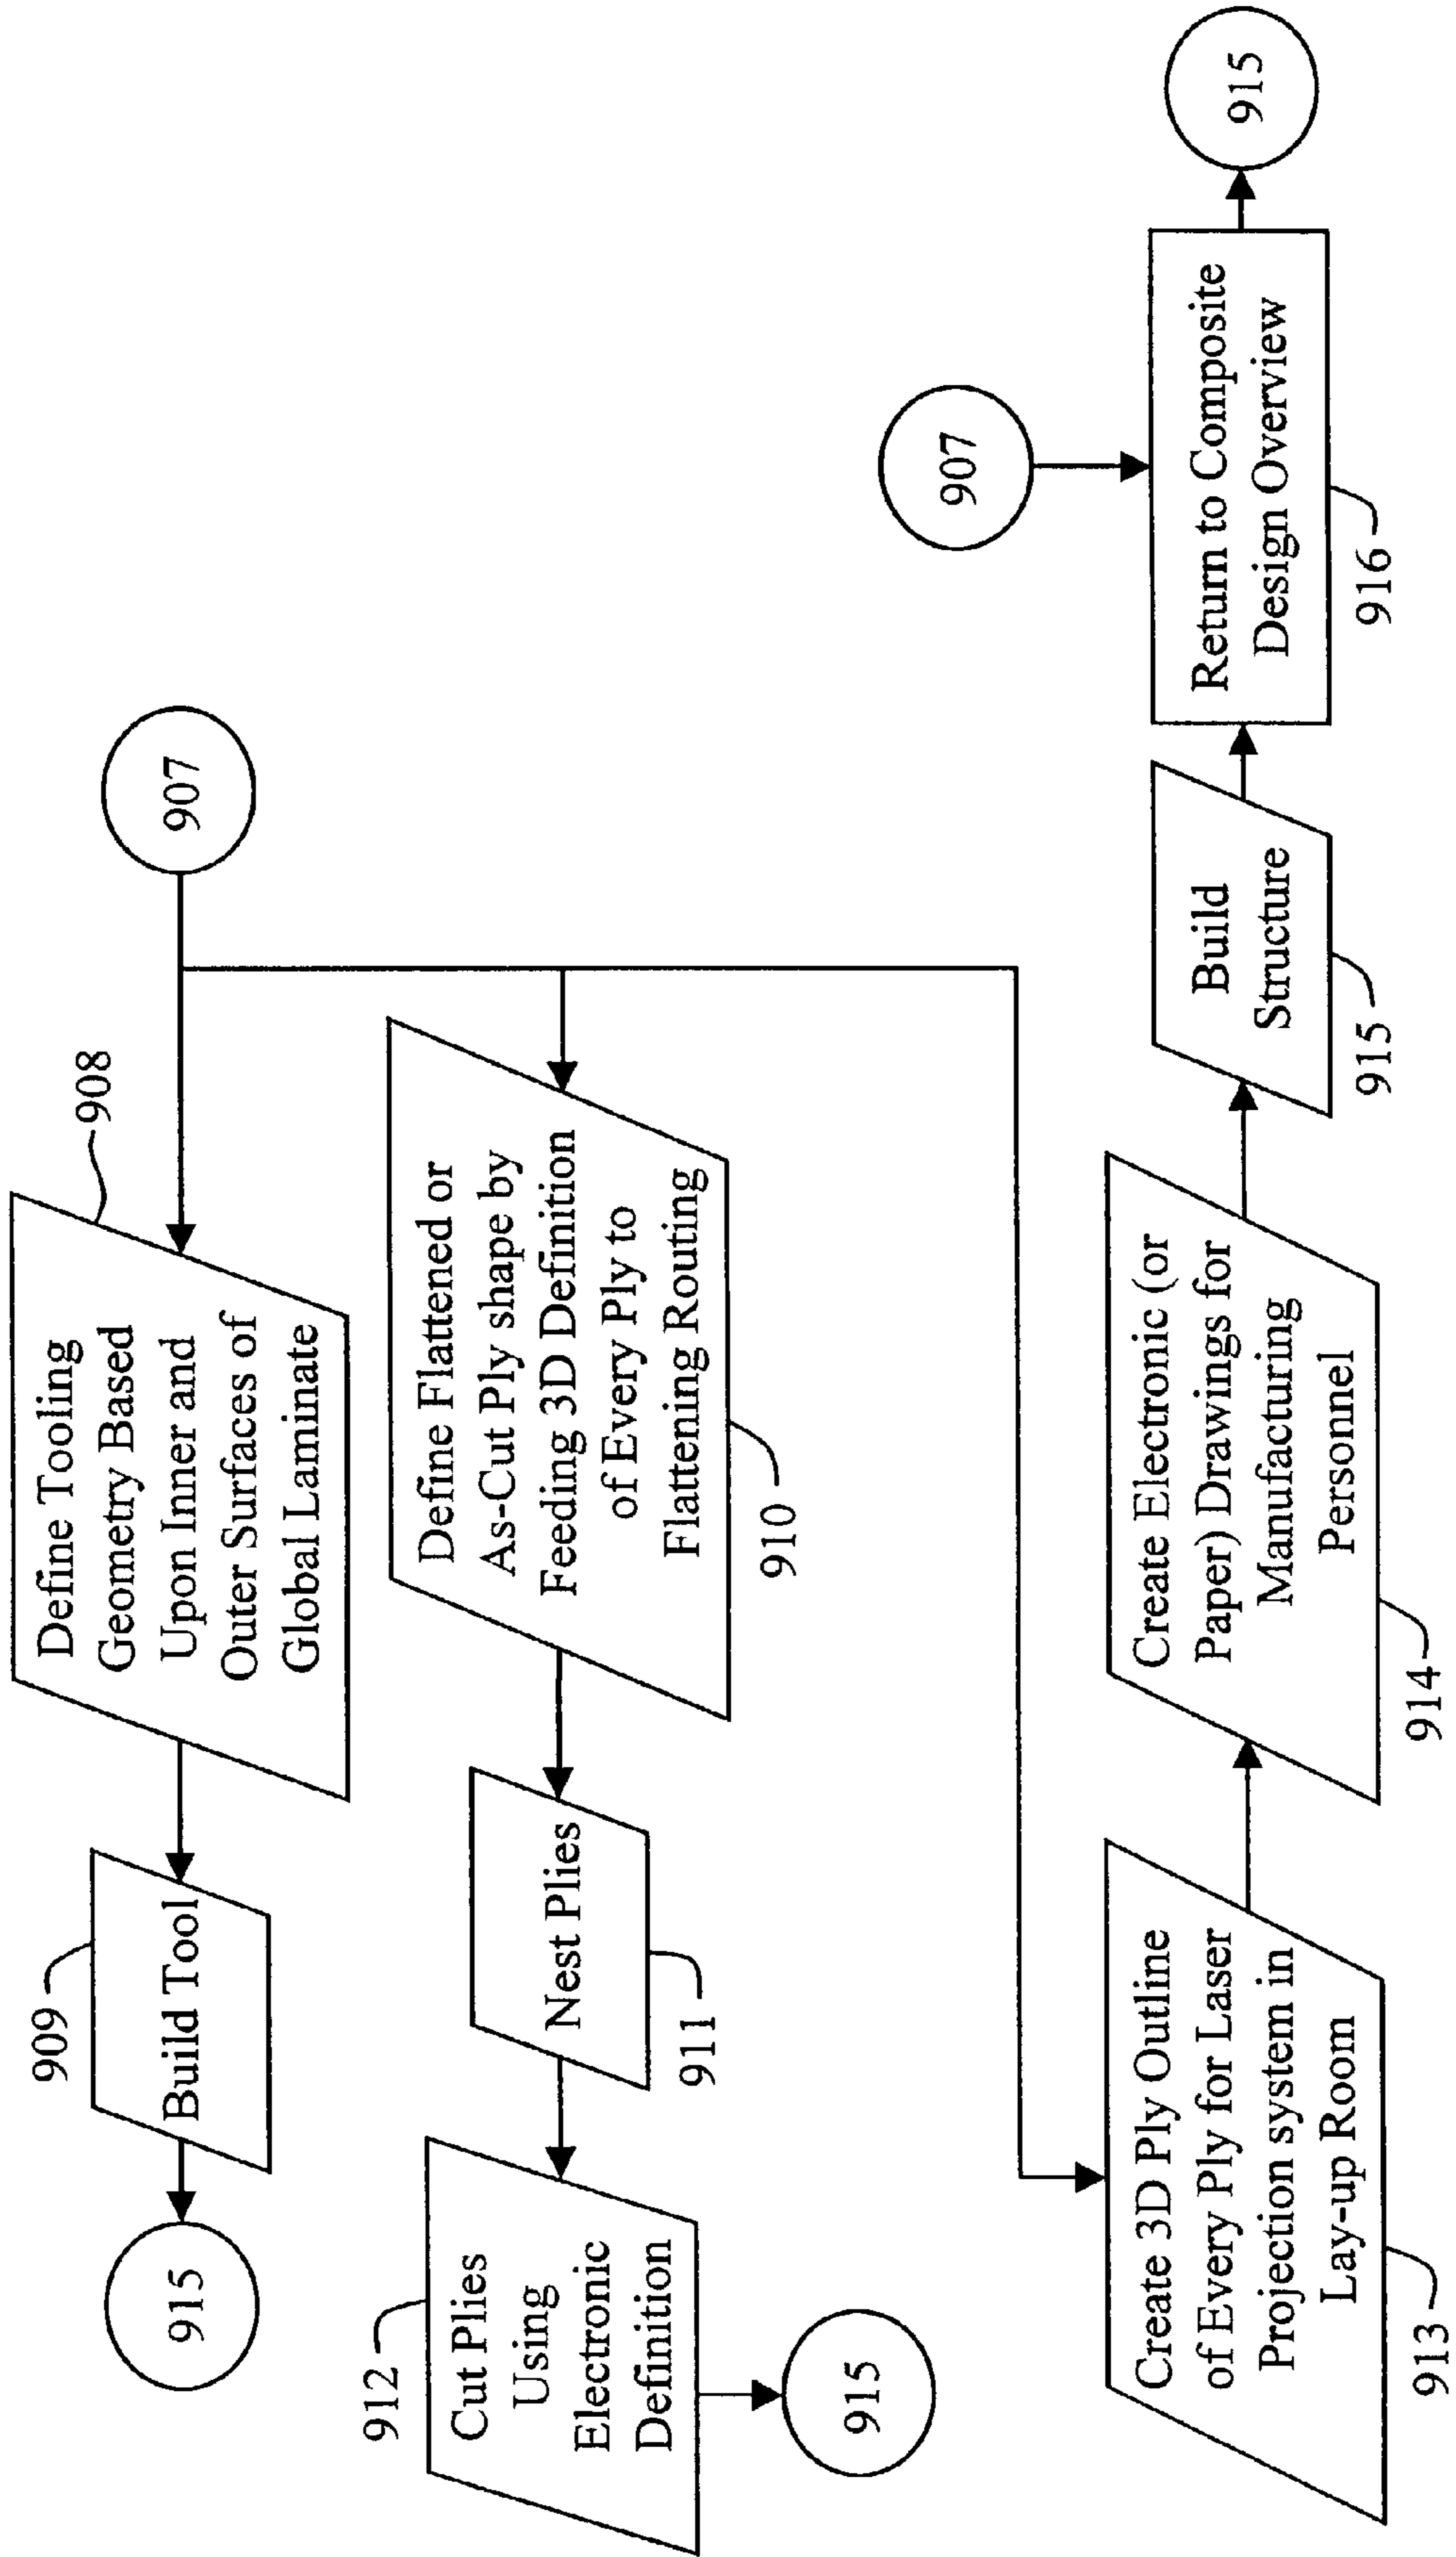 907
908
Define Tooling
Geometry Based
Upon Inner and
Outer Surfaces of
Global Laminate
909
Build Tool
915
Define Flattened or
As-Cut Ply shape by
Feeding 3D Definition
of Every Ply to
Flattening Routing
910
Nest Plies
911
912
Cut Plies
Using
Electronic
Definition
915
Create 3D Ply Outline
of Every Ply for Laser
Projection system in
Lay-up Room
913
Create Electronic (or
Paper) Drawings for
Manufacturing
Personnel
914
Build
Structure
915
907
Return to Composite
Design Overview
916
915